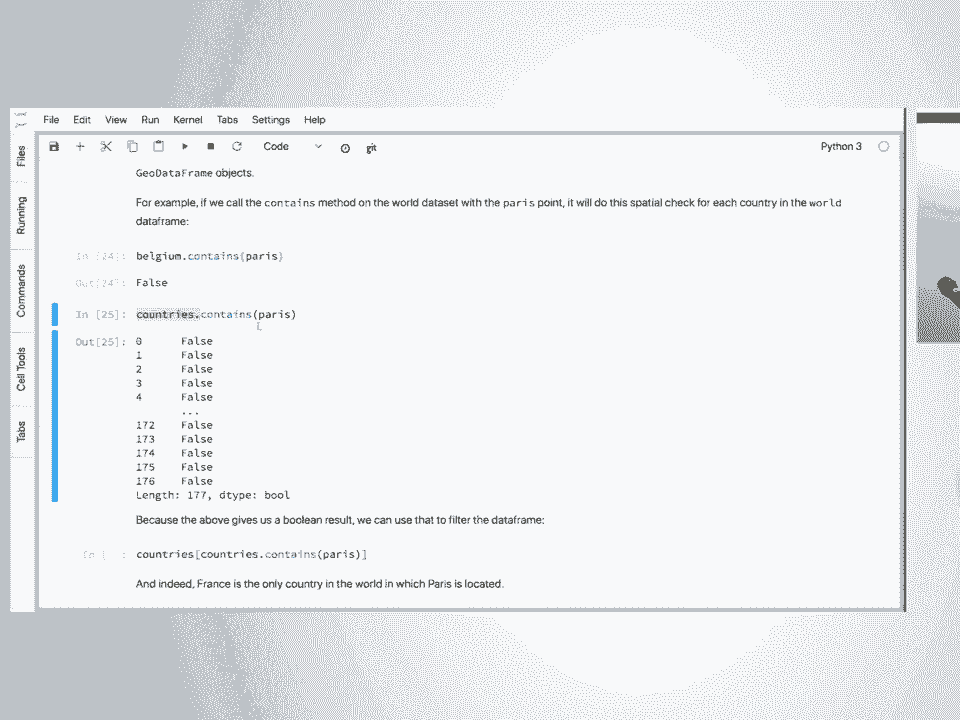 File Edit View Run Kernel Tabs Settings Help
Files
Running
Commands
Cell Tools
Tabs
Code
git
Python 3
GeoDataFrame objects.
For example, if we call the contains method on the world dataset with the paris point, it will do this spatial check for each country in the world
dataframe:
In [24]: belgium.contains(paris)
Out[24]: False
In [25]: countries.contains(paris)
Out[25]: 0 False
1 False
2 False
3 False
4 False
...
172 False
173 False
174 False
175 False
176 False
Length: 177, dtype: bool
Because the above gives us a boolean result, we can use that to filter the dataframe:
In [ ]: countries[countries.contains(paris)]
And indeed, France is the only country in the world in which Paris is located.